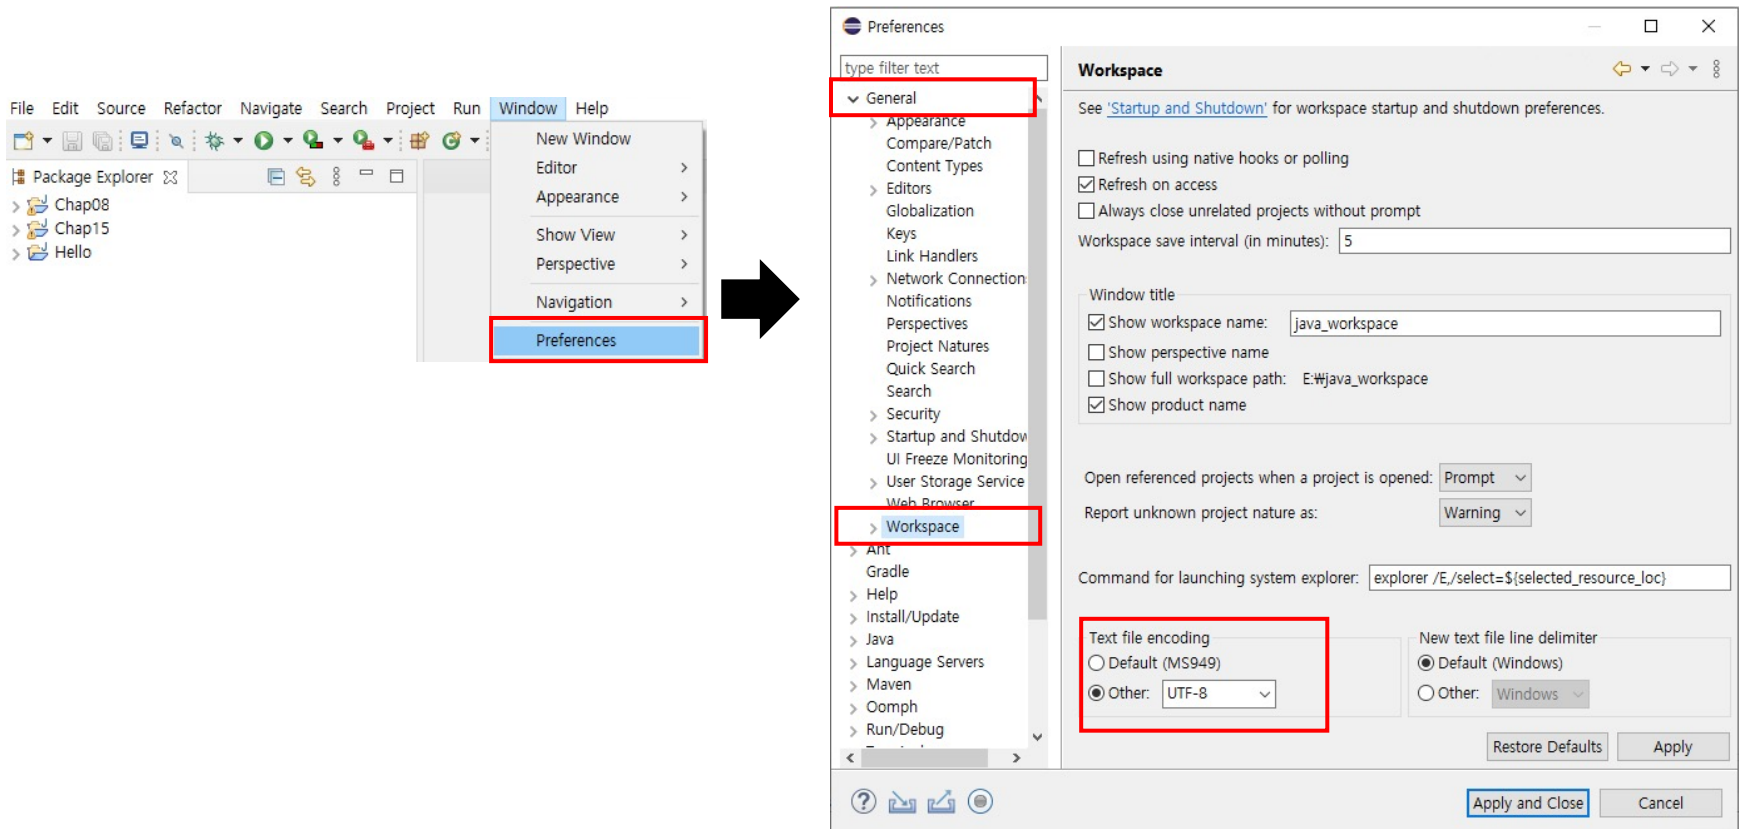 File Edit Source Refactor Navigate Search Project Run Window Help
Package Explorer
Chap08
Chap15
Hello
New Window
Editor
Appearance
Show View
Perspective
Navigation
Preferences
Preferences
type filter text
General
Appearance
Compare/Patch
Content Types
Editors
Globalization
Keys
Link Handlers
Network Connection
Notifications
Perspectives
Project Natures
Quick Search
Search
Security
Startup and Shutdow
UI Freeze Monitoring
User Storage Service
Web Browser
Workspace
Ant
Gradle
Help
Install/Update
Java
Language Servers
Maven
Oomph
Run/Debug
Workspace
See 'Startup and Shutdown' for workspace startup and shutdown preferences.
Refresh using native hooks or polling
Refresh on access
Always close unrelated projects without prompt
Workspace save interval (in minutes): 5
Window title
Show workspace name: java_workspace
Show perspective name
Show full workspace path: E:₩java_workspace
Show product name
Open referenced projects when a project is opened: Prompt
Report unknown project nature as: Warning
Command for launching system explorer: explorer /E,/select=${selected_resource_loc}
Text file encoding
Default (MS949)
Other: UTF-8
New text file line delimiter
Default (Windows)
Other: Windows
Restore Defaults Apply
Apply and Close Cancel